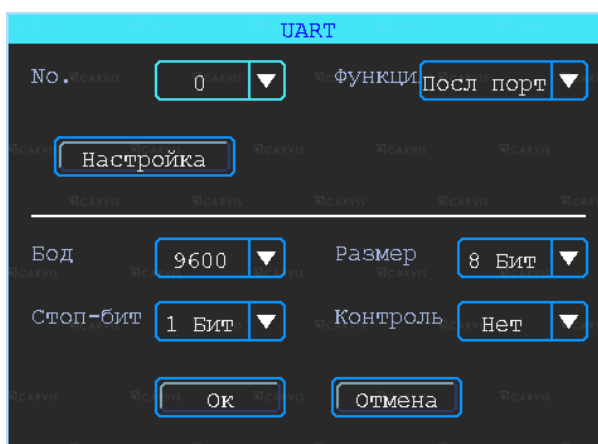 UART
No. 0 Функци Посл порт
Настройка
Бод 9600 Размер 8 Бит
Стоп-бит 1 Бит Контроль Нет
Ок Отмена